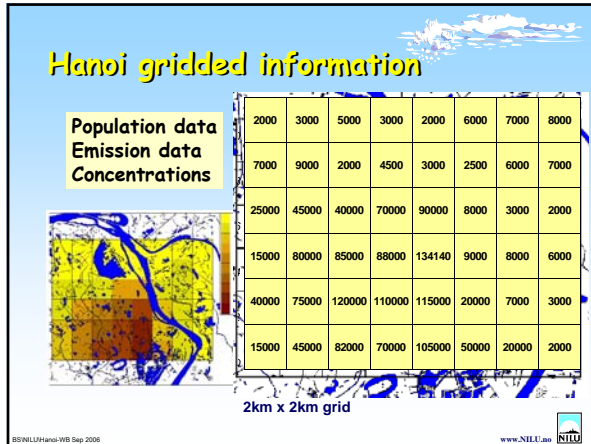 Hanoi gridded information
Population data
Emission data
Concentrations
2000 3000 5000 3000 2000 6000 7000 8000
7000 9000 2000 4500 3000 2500 6000 7000
25000 45000 40000 70000 90000 8000 3000 2000
15000 80000 85000 88000 134140 9000 8000 6000
40000 75000 120000 110000 115000 20000 7000 3000
15000 45000 82000 70000 105000 50000 20000 2000
2km x 2km grid
BS\NILU\Hanoi-WB Sep 2006
www.NILU.no
NILU